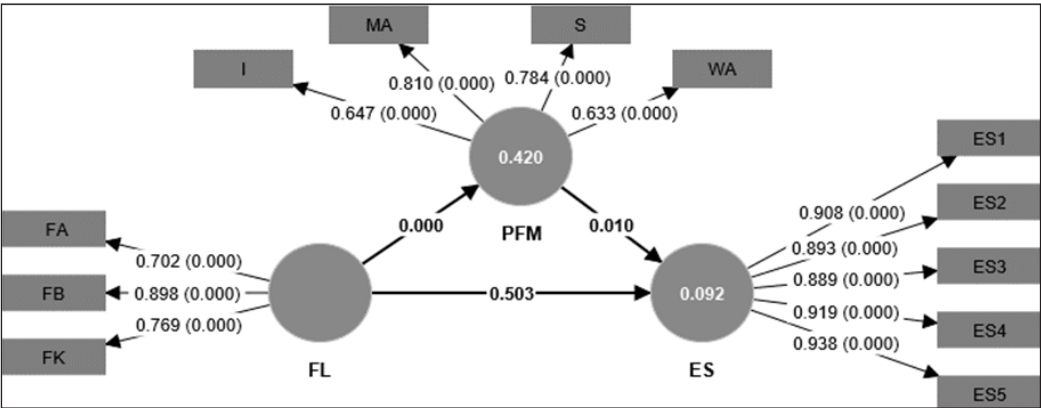 MA
S
I
WA
0.810 (0.000)
0.784 (0.000)
0.647 (0.000)
0.633 (0.000)
0.420
PFM
ES1
ES2
ES3
ES4
ES5
0.908 (0.000)
0.893 (0.000)
0.889 (0.000)
0.919 (0.000)
0.938 (0.000)
0.000
0.010
0.503
0.092
FA
FB
FK
0.702 (0.000)
0.898 (0.000)
0.769 (0.000)
FL
ES